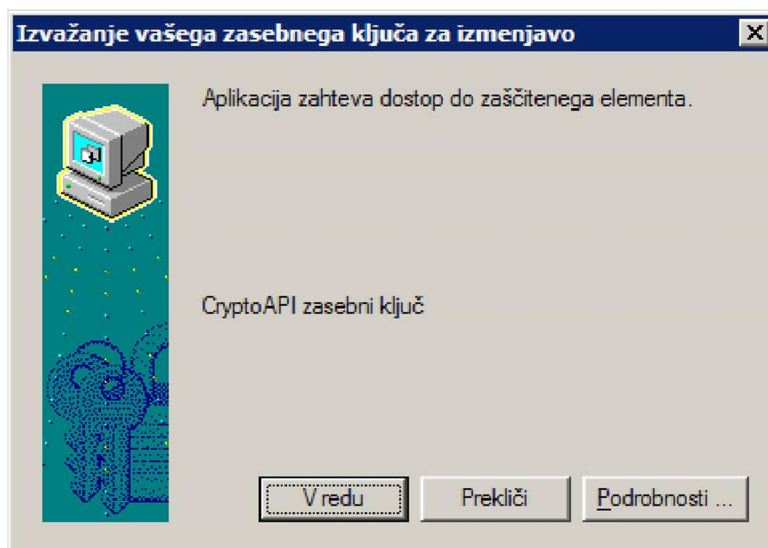 Izvažanje vašega zasebnega ključa za izmenjavo
Aplikacija zahteva dostop do zaščitenega elementa.
CryptoAPI zasebni ključ
V redu
Prekliči
Podrobnosti ...